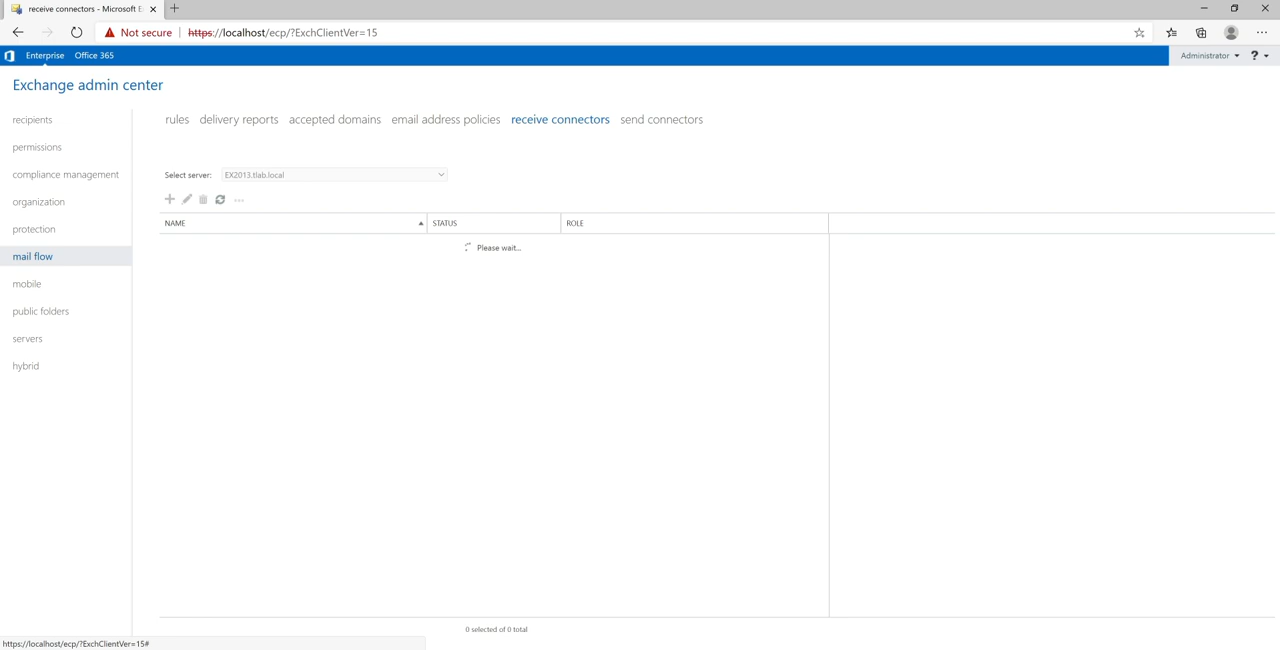 receive connectors - Microsoft E
Not secure | https://localhost/ecp/?ExchClientVer=15
Enterprise Office 365
Administrator ?
Exchange admin center
recipients
permissions
compliance management
organization
protection
mail flow
mobile
public folders
servers
hybrid
rules delivery reports accepted domains email address policies receive connectors send connectors
Select server: EX2013.tlab.local
NAME STATUS ROLE
Please wait...
0 selected of 0 total
https://localhost/ecp/?ExchClientVer=15#